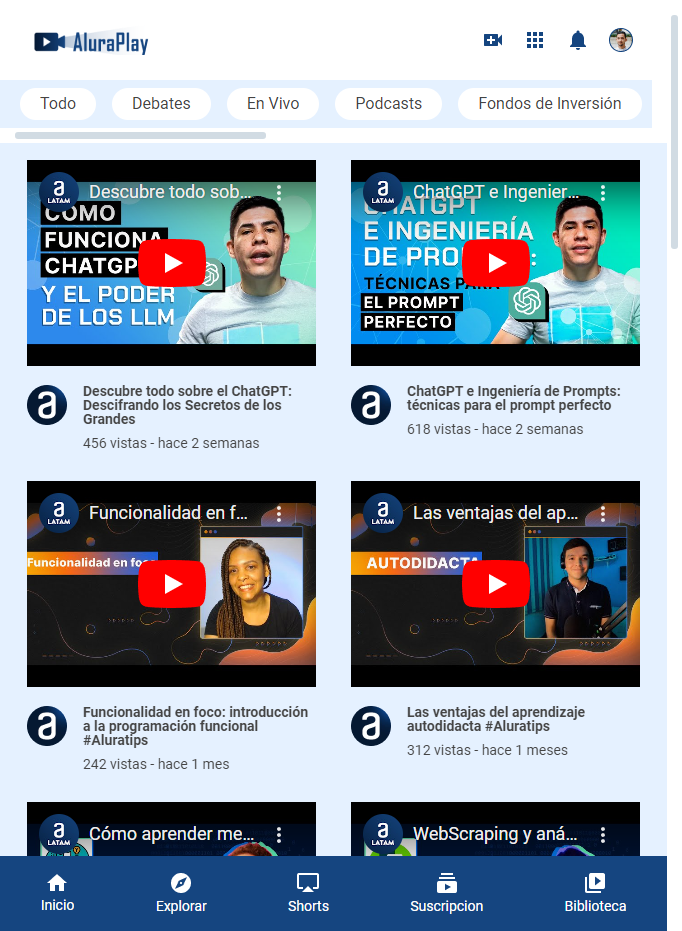 AluraPlay
Todo
Debates
En Vivo
Podcasts
Fondos de Inversión
a
LATAM
Descubre todo sob...
CÓMO
FUNCIONA
CHATGP
Y EL PODER
DE LOS LLM
a
LATAM
ChatGPT e Ingenier...
CHATGPT
E INGENIERÍA
DE PRO :
TÉCNICAS PARA
EL PROMPT
PERFECTO
a
Descubre todo sobre el ChatGPT:
Descifrando los Secretos de los
Grandes
456 vistas - hace 2 semanas
a
ChatGPT e Ingeniería de Prompts:
técnicas para el prompt perfecto
618 vistas - hace 2 semanas
a
LATAM
Funcionalidad en f...
Funcionalidad en foco
a
LATAM
Las ventajas del ap...
AUTODIDACTA
a
Funcionalidad en foco: introducción
a la programación funcional
#Aluratips
242 vistas - hace 1 mes
a
Las ventajas del aprendizaje
autodidacta #Aluratips
312 vistas - hace 1 meses
a
LATAM
Cómo aprender me...
a
LATAM
WebScraping y aná...
Inicio
Explorar
Shorts
Suscripcion
Biblioteca